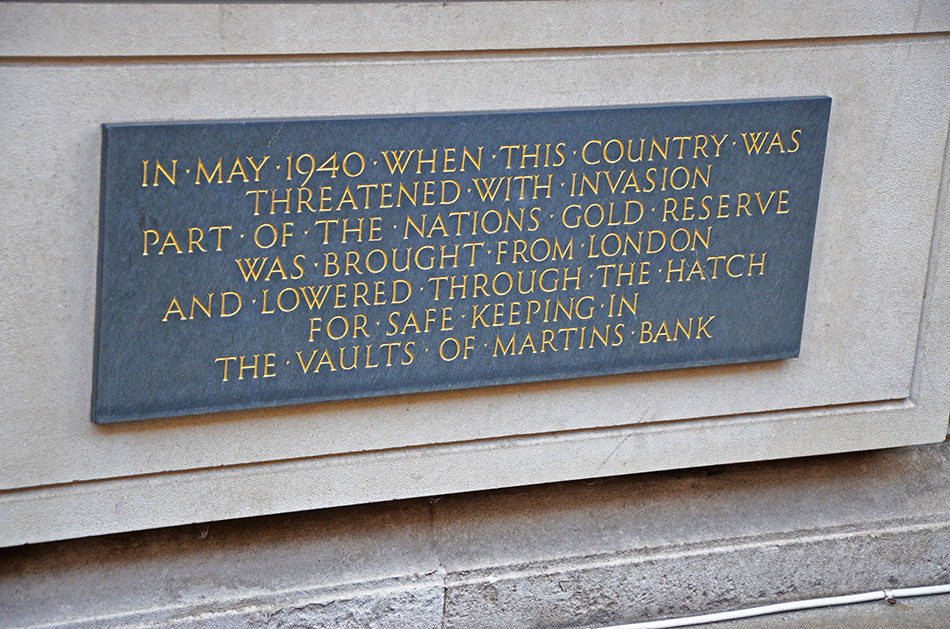 IN·MAY·1940·WHEN·THIS·COUNTRY·WAS
THREATENED·WITH·INVASION
PART·OF·THE·NATIONS·GOLD·RESERVE
WAS·BROUGHT·FROM·LONDON
AND·LOWERED·THROUGH·THE·HATCH
FOR·SAFE·KEEPING·IN
THE·VAULTS·OF·MARTINS·BANK